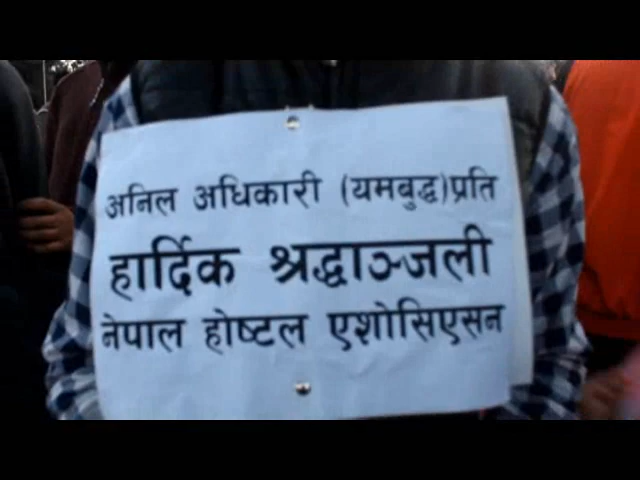 अनिल अधिकारी (यमबुद्ध)प्रति
हार्दिक श्रद्धाञ्जली
नेपाल होष्टल एशोसिएसन